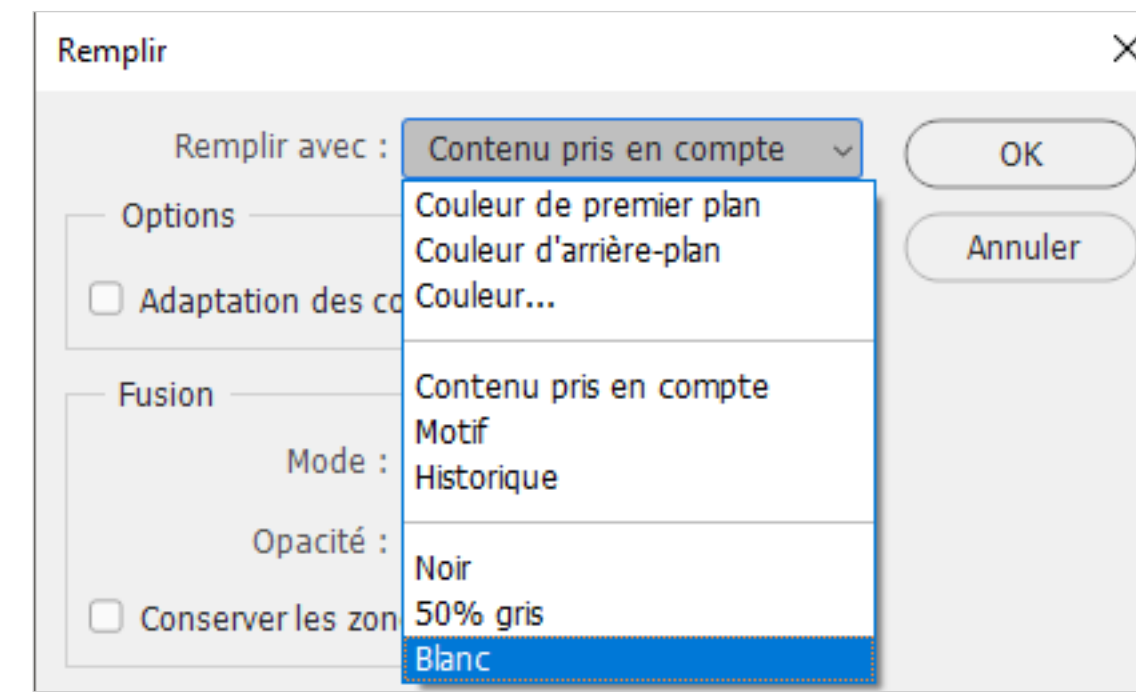 Remplir
Remplir avec : Contenu pris en compte
OK
Couleur de premier plan
Options
Couleur d'arrière-plan
Annuler
Adaptation des co
Couleur...
Contenu pris en compte
Fusion
Motif
Mode :
Historique
Opacité :
Noir
50% gris
Conserver les zon
Blanc